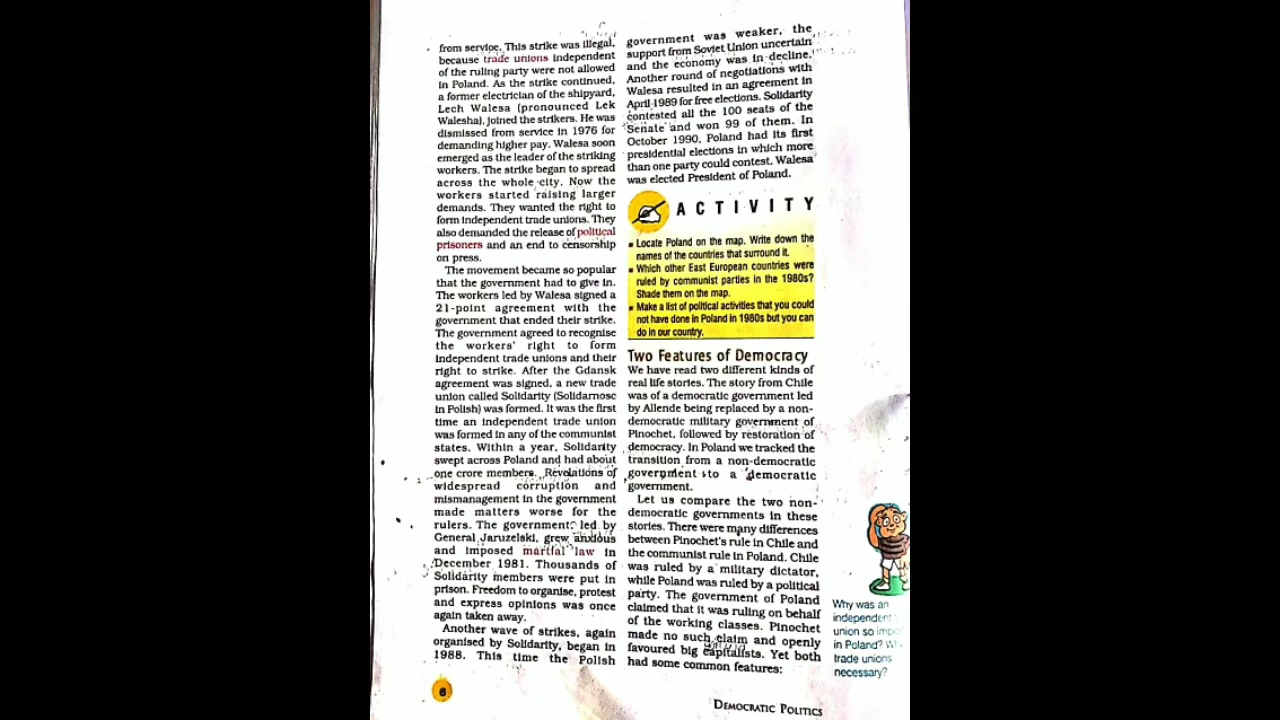 from service. This strike was illegal,
because trade unions independent
of the ruling party were not allowed
in Poland. As the strike continued,
a former electrician of the shipyard,
Lech Walesa (pronounced Lek
Walesha), joined the strikers. He was
dismissed from service in 1976 for
demanding higher pay. Walesa soon
emerged as the leader of the striking
workers. The strike began to spread
across the whole city. Now the
workers started raising larger
demands. They wanted the right to
form independent trade unions. They
also demanded the release of political
prisoners and an end to censorship
on press.
The movement became so popular
that the government had to give in.
The workers led by Walesa signed a
21-point agreement with the
government that ended their strike.
The government agreed to recognise
the workers' right to form
independent trade unions and their
right to strike. After the Gdansk
agreement was signed, a new trade
union called Solidarity (Solidarnosc
in Polish) was formed. It was the first
time an independent trade union
was formed in any of the communist
states. Within a year, Solidarity
swept across Poland and had about
one crore members. Revelations of
widespread corruption and
mismanagement in the government
made matters worse for the
rulers. The government, led by
General Jaruzelski, grew anxious
and imposed martial law in
December 1981. Thousands of
Solidarity members were put in
prison. Freedom to organise, protest
and express opinions was once
again taken away.
Another wave of strikes, again
organised by Solidarity, began in
1988. This time the Polish
government was weaker, the
support from Soviet Union uncertain
and the economy was in decline.
Another round of negotiations with
Walesa resulted in an agreement in
April 1989 for free elections. Solidarity
contested all the 100 seats of the
Senate and won 99 of them. In
October 1990, Poland had its first
presidential elections in which more
than one party could contest. Walesa
was elected President of Poland.
ACTIVITY
▪ Locate Poland on the map. Write down the
names of the countries that surround it.
▪ Which other East European countries were
ruled by communist parties in the 1980s?
Shade them on the map.
▪ Make a list of political activities that you could
not have done in Poland in 1980s but you can
do in our country.
Two Features of Democracy
We have read two different kinds of
real life stories. The story from Chile
was of a democratic government led
by Allende being replaced by a non-
democratic military government of
Pinochet, followed by restoration of
democracy. In Poland we tracked the
transition from a non-democratic
government to a democratic
government.
Let us compare the two non-
democratic governments in these
stories. There were many differences
between Pinochet's rule in Chile and
the communist rule in Poland. Chile
was ruled by a military dictator,
while Poland was ruled by a political
party. The government of Poland
claimed that it was ruling on behalf
of the working classes. Pinochet
made no such claim and openly
favoured big capitalists. Yet both
had some common features:
Why was an
independent
union so
in Poland?
trade unions
necessary?
6
DEMOCRATIC POLITICS